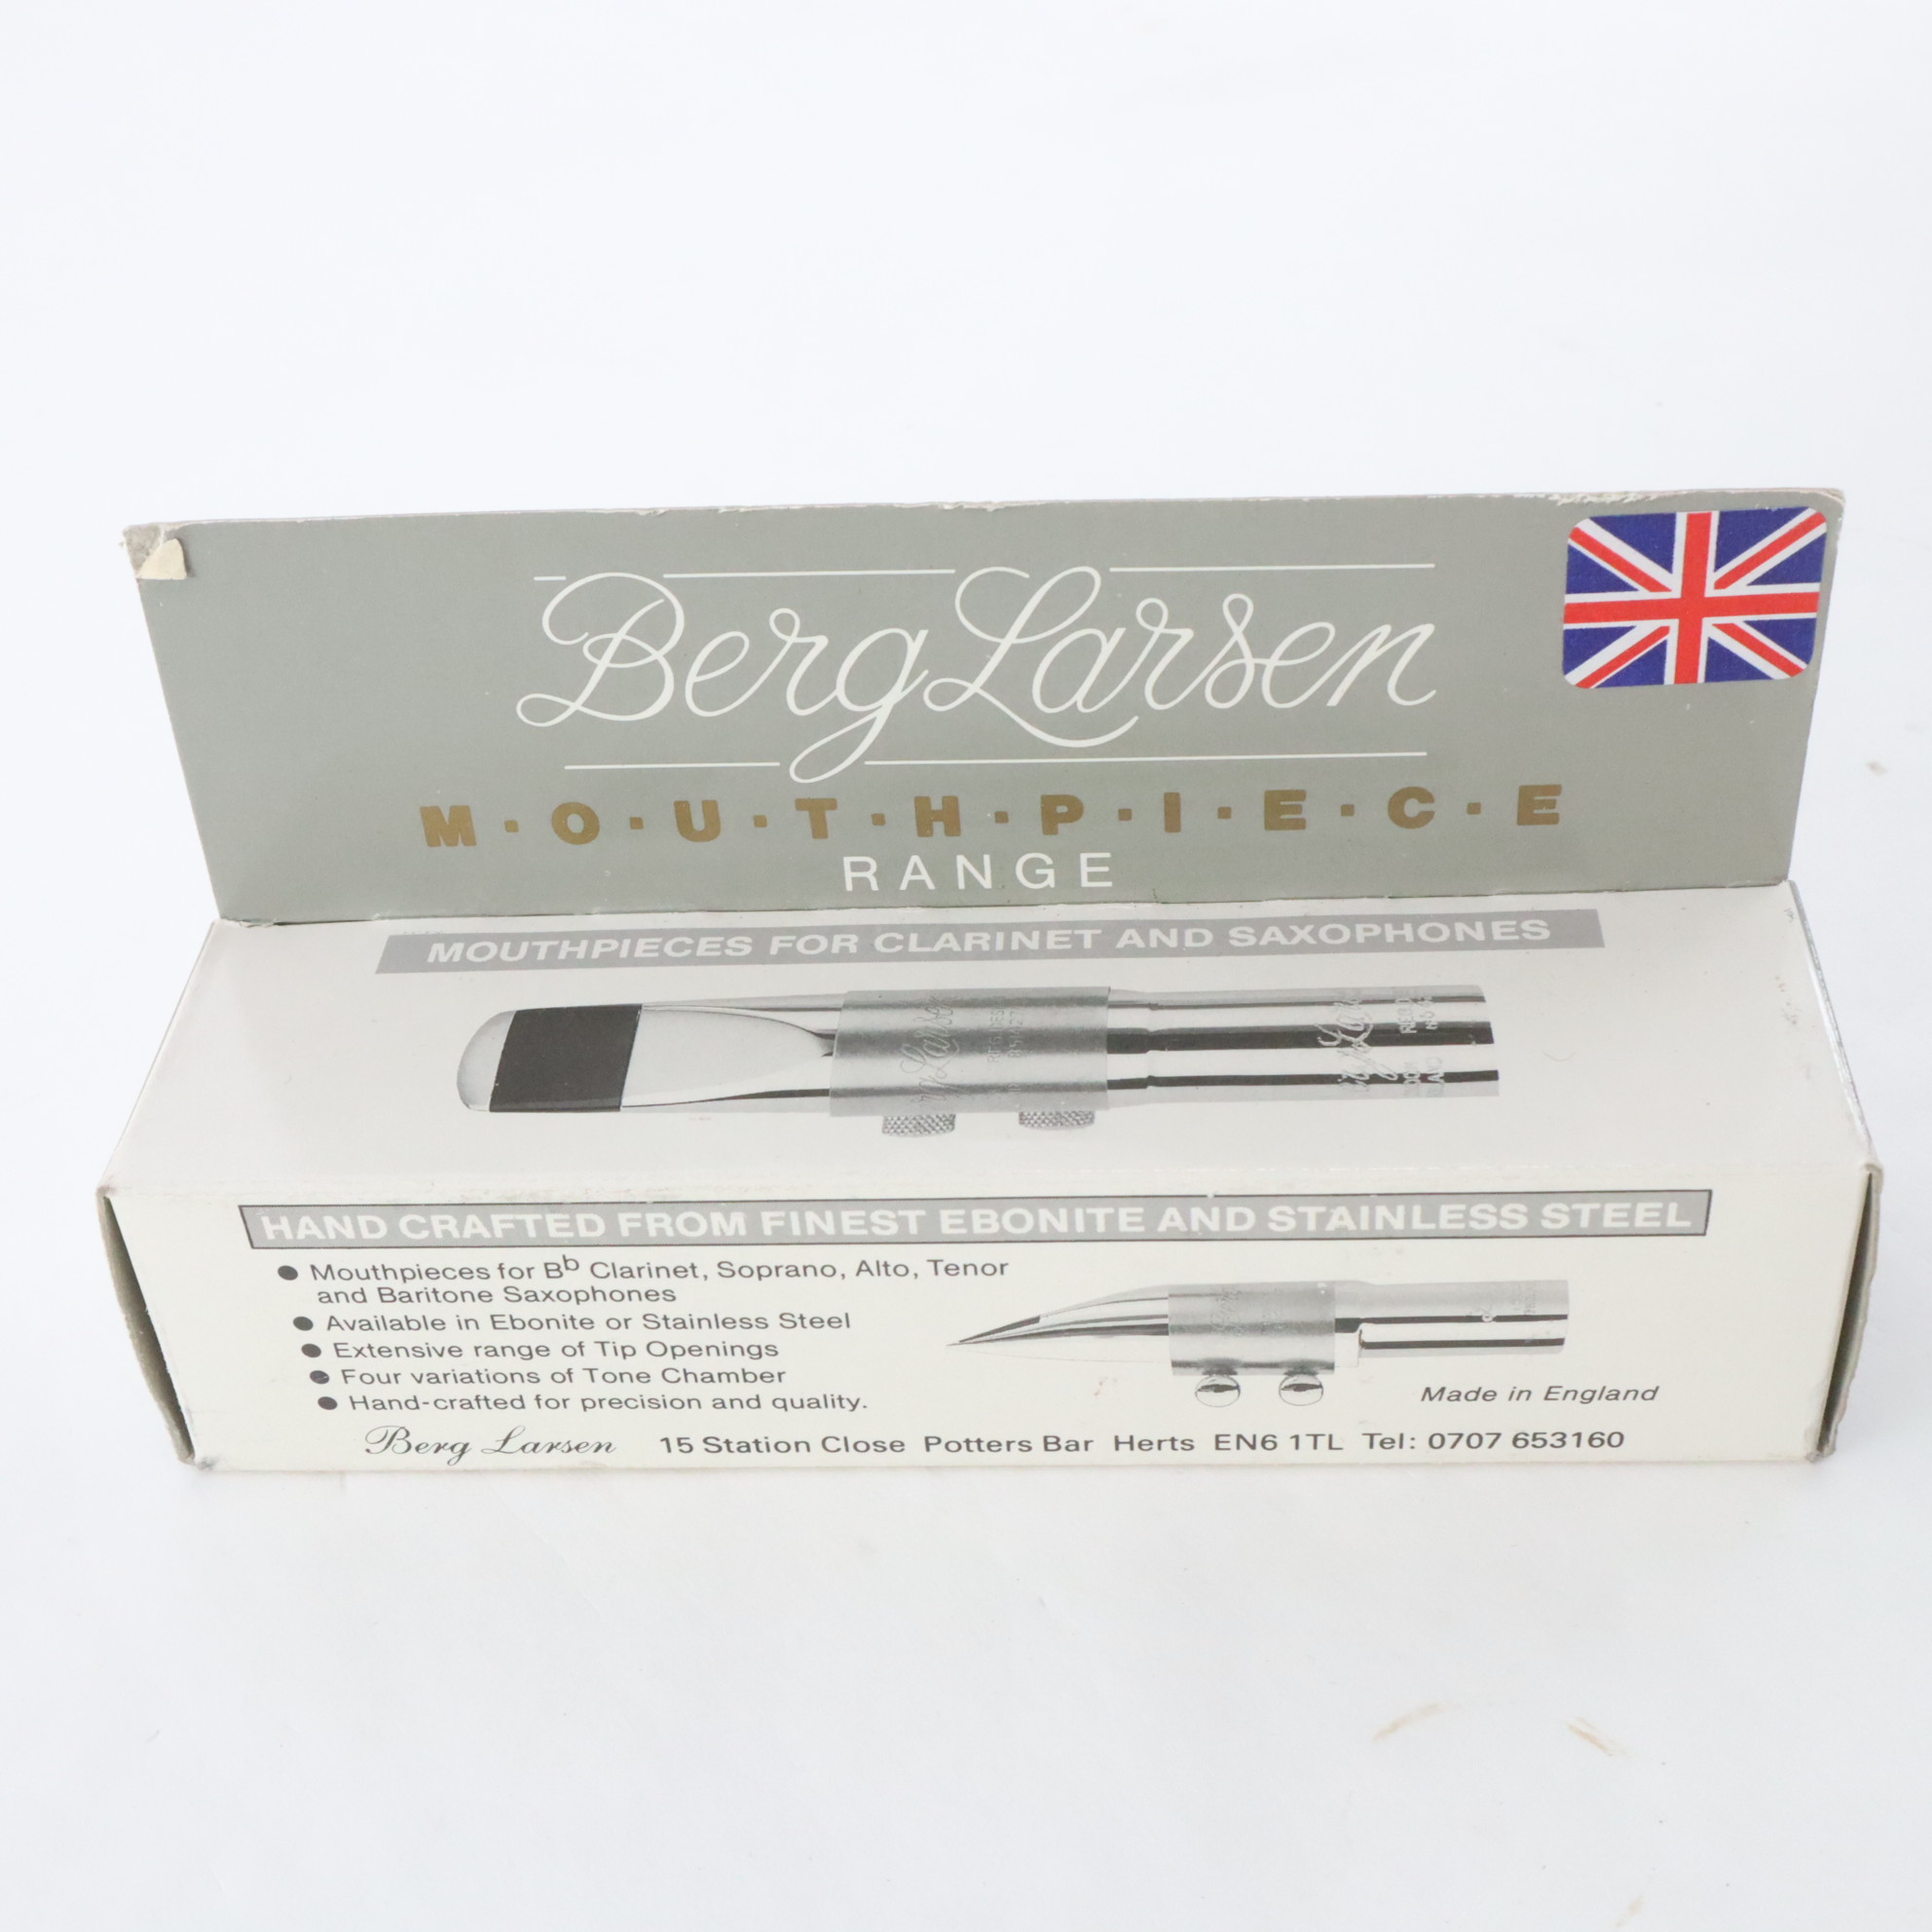 Berg Larsen
M·O·U·T·H·P·I·E·C·E
RANGE
MOUTHPIECES FOR CLARINET AND SAXOPHONES
HAND CRAFTED FROM FINEST EBONITE AND STAINLESS STEEL
● Mouthpieces for Bb Clarinet, Soprano, Alto, Tenor
and Baritone Saxophones
● Available in Ebonite or Stainless Steel
● Extensive range of Tip Openings
● Four variations of Tone Chamber
● Hand-crafted for precision and quality.
Made in England
Berg Larsen 15 Station Close Potters Bar Herts EN6 1TL Tel: 0707 653160